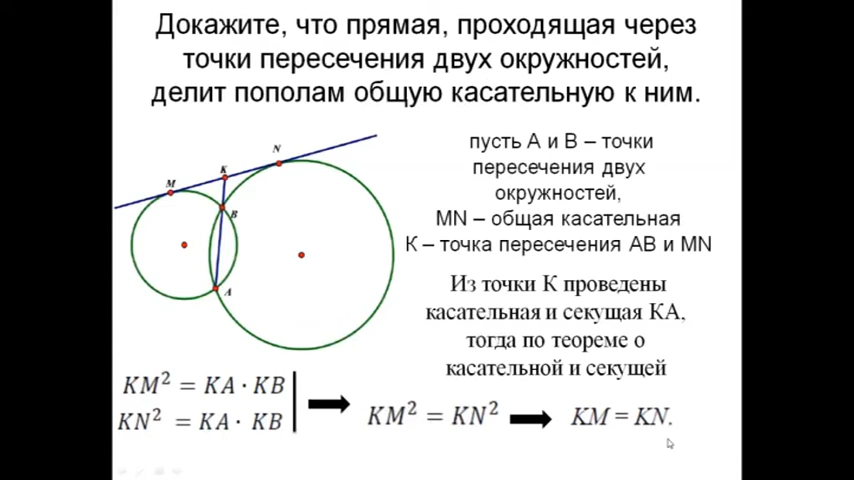 Докажите, что прямая, проходящая через
точки пересечения двух окружностей,
делит пополам общую касательную к ним.
M
K
N
B
A
пусть А и В – точки
пересечения двух
окружностей,
MN – общая касательная
К – точка пересечения АВ и MN
Из точки К проведены
касательная и секущая КА,
тогда по теореме о
касательной и секущей
KM² = KA · KB
KN² = KA · KB
KM² = KN²
KM = KN.